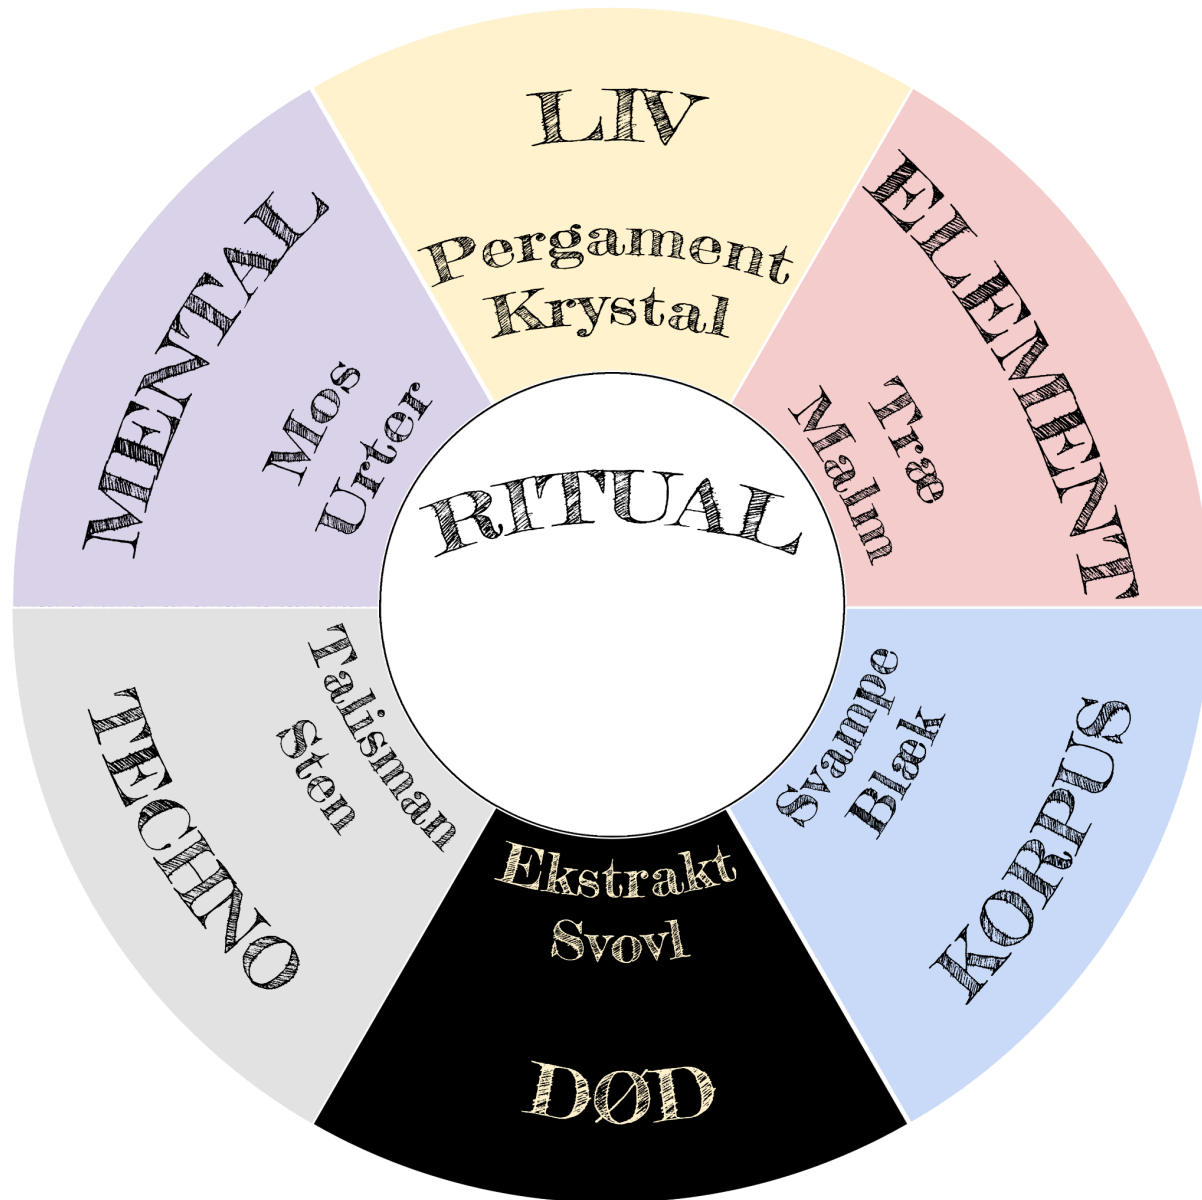 LIV
Pergament
Krystal
ELEMENT
Træ
Malm
KORPUS
Svampe
Blæk
Ekstrakt
Svovl
DØD
TECHNO
Talisman
Sten
MENTAL
Mos
Urter
RITUAL